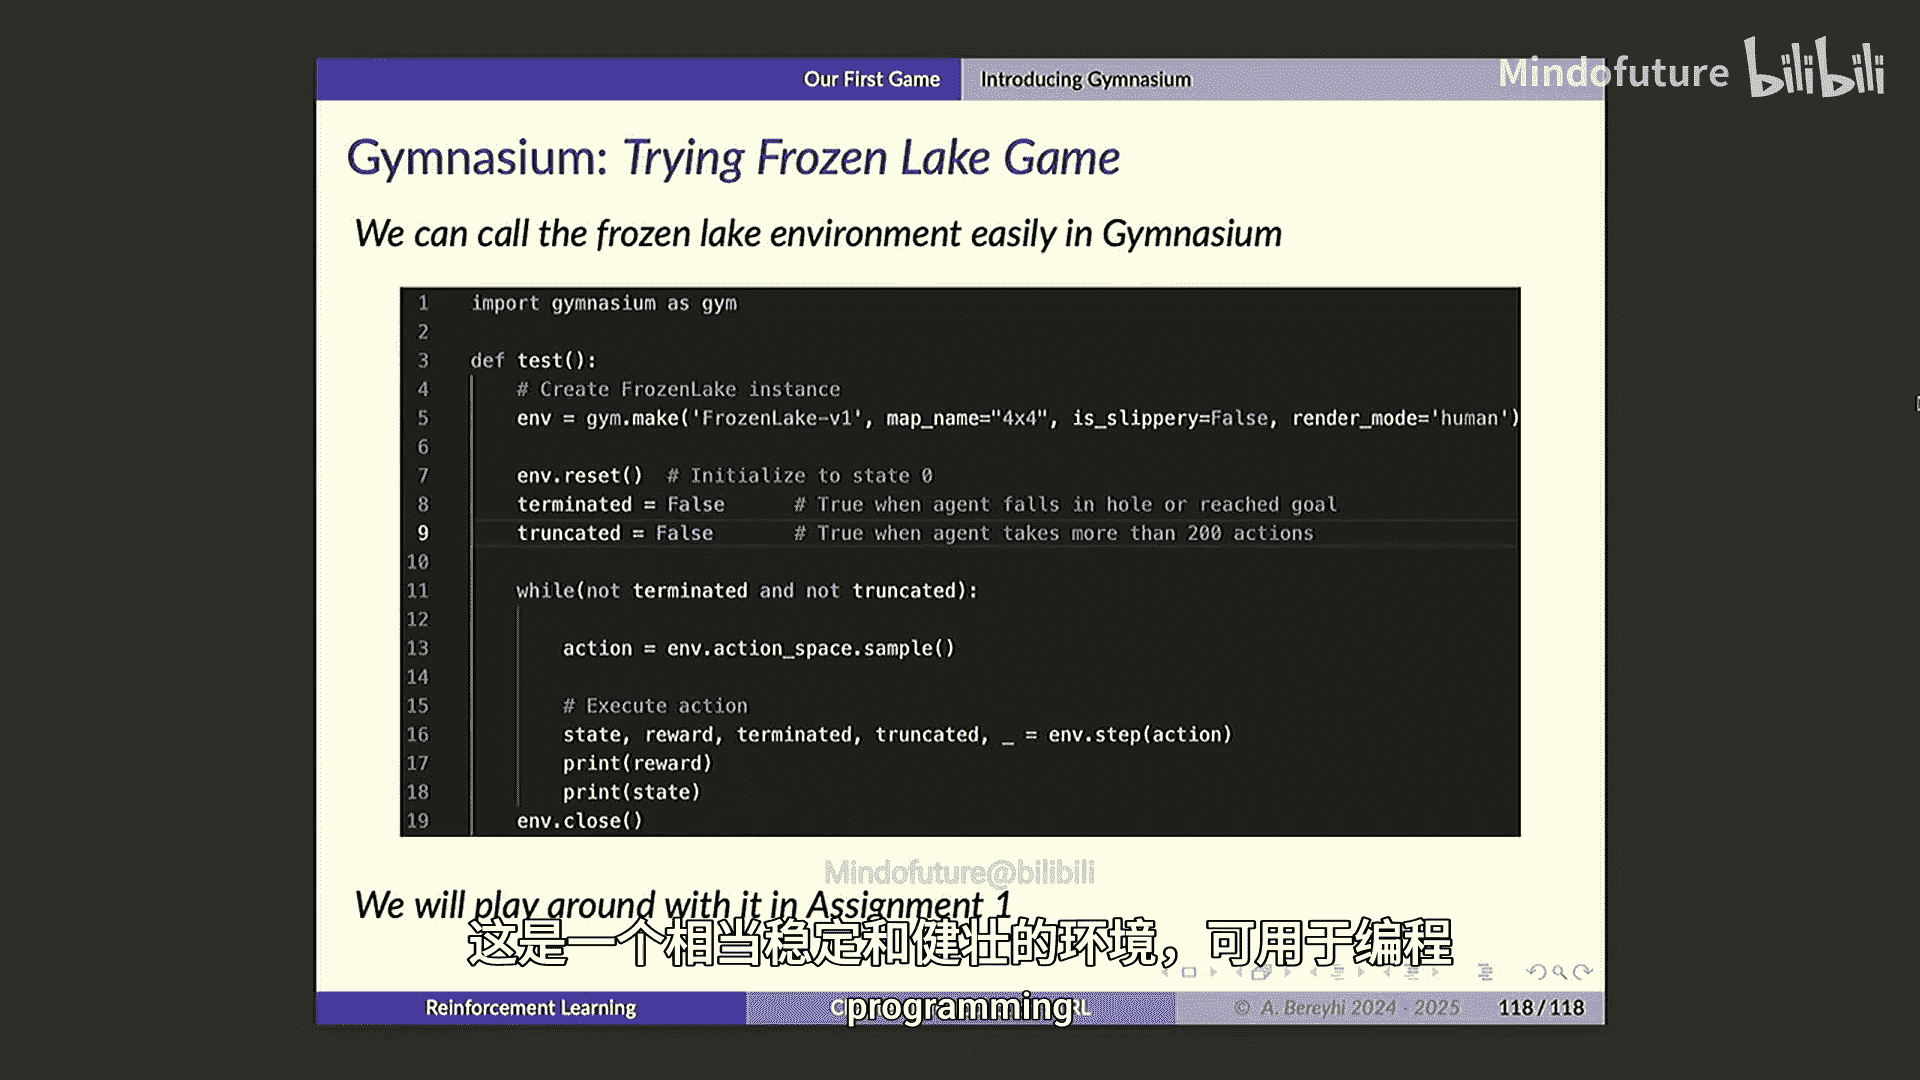 Our First Game
Introducing Gymnasium
Mindofuture bilibili
Gymnasium: Trying Frozen Lake Game
We can call the frozen lake environment easily in Gymnasium
1 import gymnasium as gym
2
3 def test():
4 # Create FrozenLake instance
5 env = gym.make('FrozenLake-v1', map_name="4x4", is_slippery=False, render_mode='human')
6
7 env.reset() # Initialize to state 0
8 terminated = False # True when agent falls in hole or reached goal
9 truncated = False # True when agent takes more than 200 actions
10
11 while(not terminated and not truncated):
12
13 action = env.action_space.sample()
14
15 # Execute action
16 state, reward, terminated, truncated, _ = env.step(action)
17 print(reward)
18 print(state)
19 env.close()
Mindofuture@bilibili
We will play around with it in Assignment 1
这是一个相当稳定和健壮的环境，可用于编程
programming
Reinforcement Learning
© A. Bereyhi 2024 - 2025
118 / 118